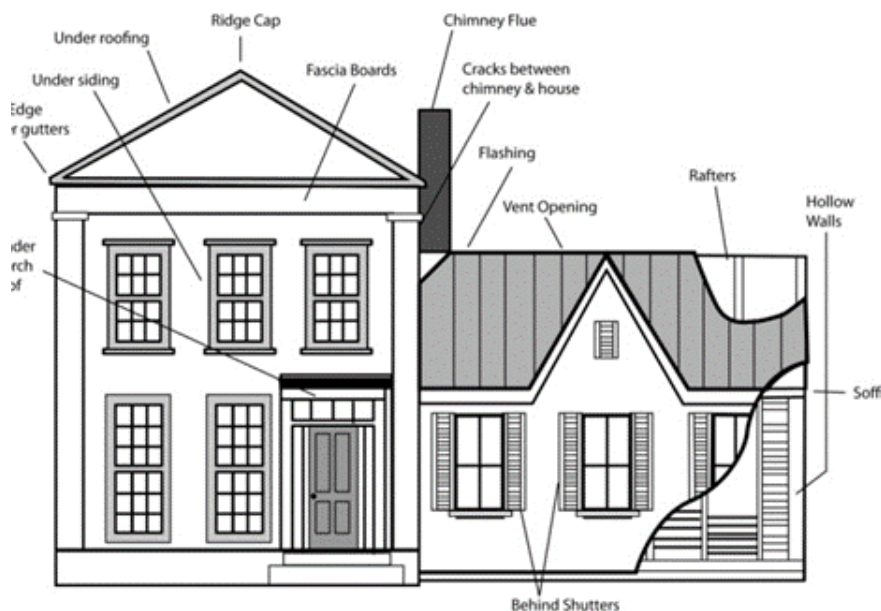 Ridge Cap
Chimney Flue
Under roofing
Fascia Boards
Cracks between
chimney & house
Under siding
Edge
gutters
Flashing
Rafters
Hollow
Walls
Vent Opening
Behind Shutters